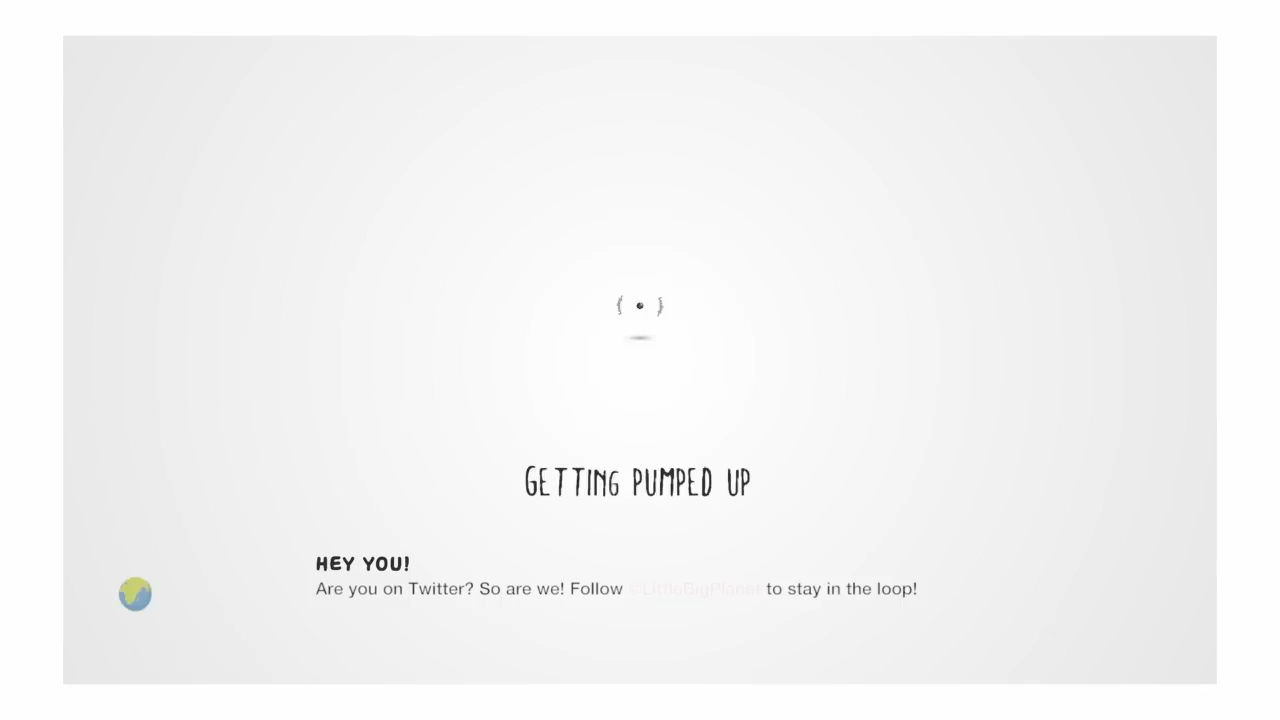 GETTING PUMPED UP
HEY YOU!
Are you on Twitter? So are we! Follow @LittleBigPlanet to stay in the loop!